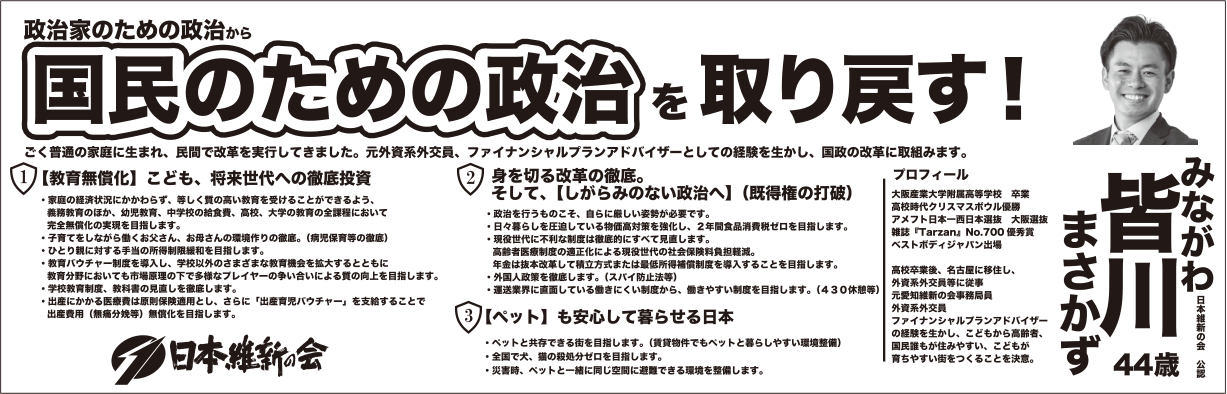 政治家のための政治から
国民のための政治を取り戻す！
ごく普通の家庭に生まれ、民間で改革を実行してきました。元外資系外交員、ファイナンシャルプランアドバイザーとしての経験を生かし、国政の改革に取組みます。
1【教育無償化】こども、将来世代への徹底投資
・家庭の経済状況にかかわらず、等しく質の高い教育を受けることができるよう、
義務教育のほか、幼児教育、中学校の給食費、高校、大学の教育の全課程において
完全無償化の実現を目指します。
・子育てをしながら働くお父さん、お母さんの環境作りの徹底。（病児保育等の徹底）
・ひとり親に対する手当の所得制限緩和を目指します。
・教育バウチャー制度を導入し、学校以外のさまざまな教育機会を拡大するとともに
教育分野においても市場原理の下で多様なプレイヤーの争い合いによる質の向上を目指します。
・学校教育制度、教科書の見直しを徹底します。
・出産にかかる医療費は原則保険適用とし、さらに「出産育児バウチャー」を支給することで
出産費用（無痛分娩等）無償化を目指します。
日本維新の会
2 身を切る改革の徹底。
そして、【しがらみのない政治へ】（既得権の打破）
・政治を行うものこそ、自らに厳しい姿勢が必要です。
・日々暮らしを圧迫している物価高対策を強化し、２年間食品消費税ゼロを目指します。
・現役世代に不利な制度は徹底的にすべて見直します。
高齢者医療制度の適正化による現役世代の社会保険料負担軽減。
年金は抜本改革して積立方式または最低所得補償制度を導入することを目指します。
・外国人政策を徹底します。（スパイ防止法等）
・運送業界に直面している働きにくい制度から、働きやすい制度を目指します。（４３０休憩等）
3【ペット】も安心して暮らせる日本
・ペットと共存できる街を目指します。（賃貸物件でもペットと暮らしやすい環境整備）
・全国で犬、猫の殺処分ゼロを目指します。
・災害時、ペットと一緒に同じ空間に避難できる環境を整備します。
プロフィール
大阪産業大学附属高等学校　卒業
高校時代クリスマスボウル優勝
アメフト日本一西日本選抜　大阪選抜
雑誌『Tarzan』No.700優秀賞
ベストボディジャパン出場
高校卒業後、名古屋に移住し、
外資系外交員等に従事
元愛知維新の会事務局員
外資系外交員
ファイナンシャルプランアドバイザー
の経験を生かし、こどもから高齢者、
国民誰もが住みやすい、こどもが
育ちやすい街をつくることを決意。
みながわ
皆川
まさかず
44歳
日本維新の会　公認